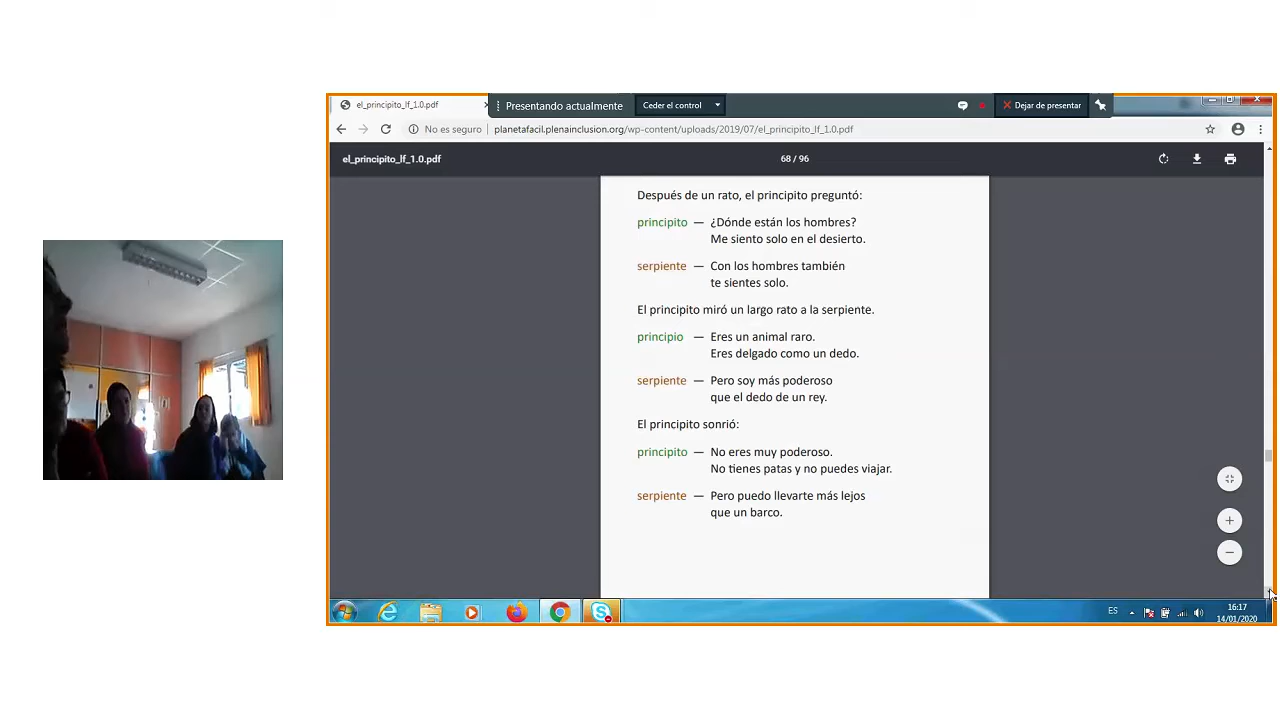 el_principito_lf_1.0.pdf
Presentando actualmente
Ceder el control
Dejar de presentar
No es seguro
planetafacil.plenainclusion.org/wp-content/uploads/2019/07/el_principito_lf_1.0.pdf
el_principito_lf_1.0.pdf
68 / 96
Después de un rato, el principito preguntó:
principito — ¿Dónde están los hombres?
Me siento solo en el desierto.
serpiente — Con los hombres también
te sientes solo.
El principito miró un largo rato a la serpiente.
principio — Eres un animal raro.
Eres delgado como un dedo.
serpiente — Pero soy más poderoso
que el dedo de un rey.
El principito sonrió:
principito — No eres muy poderoso.
No tienes patas y no puedes viajar.
serpiente — Pero puedo llevarte más lejos
que un barco.
ES
16:17
14/01/2020